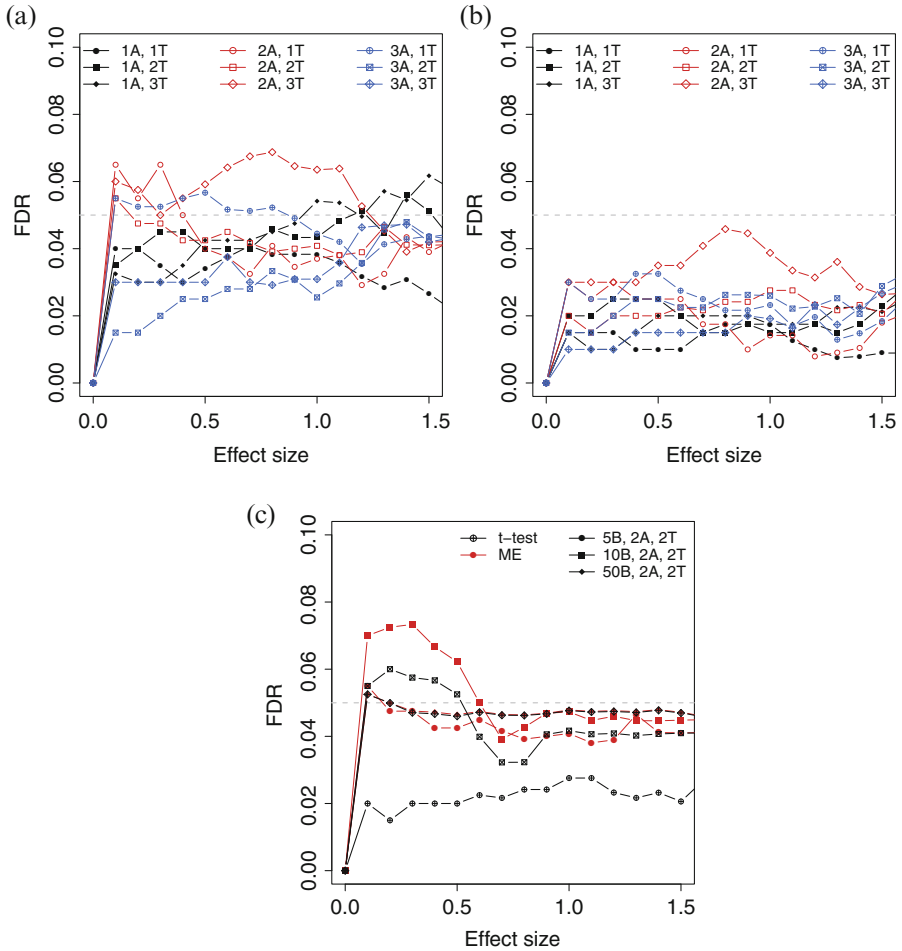 (a)
1A, 1T 2A, 1T 3A, 1T
1A, 2T 2A, 2T 3A, 2T
1A, 3T 2A, 3T 3A, 3T
FDR
0.10
0.08
0.06
0.04
0.02
0.00
0.0 0.5 1.0 1.5
Effect size
(b)
1A, 1T 2A, 1T 3A, 1T
1A, 2T 2A, 2T 3A, 2T
1A, 3T 2A, 3T 3A, 3T
FDR
0.10
0.08
0.06
0.04
0.02
0.00
0.0 0.5 1.0 1.5
Effect size
(c)
t−test 5B, 2A, 2T
ME 10B, 2A, 2T
50B, 2A, 2T
FDR
0.10
0.08
0.06
0.04
0.02
0.00
0.0 0.5 1.0 1.5
Effect size